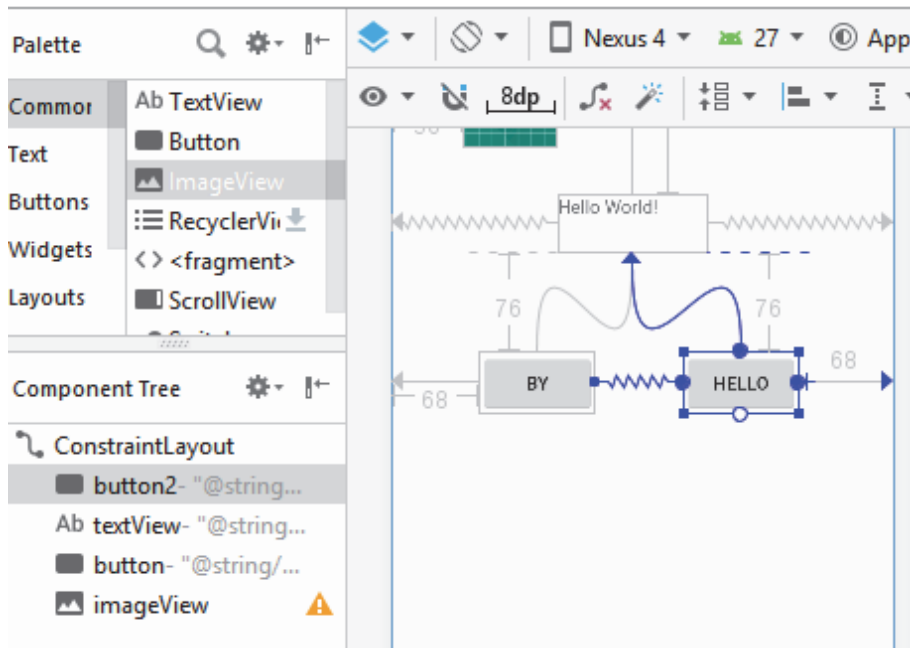 Palette
Nexus 4
27
App
Commor
Ab TextView
8dp
Text
Button
ImageView
Buttons
RecyclerVi
Hello World!
Widgets
<fragment>
Layouts
ScrollView
76
76
68
BY
HELLO
68
Component Tree
ConstraintLayout
button2- "@string...
Ab textView- "@string...
button- "@string/...
imageView